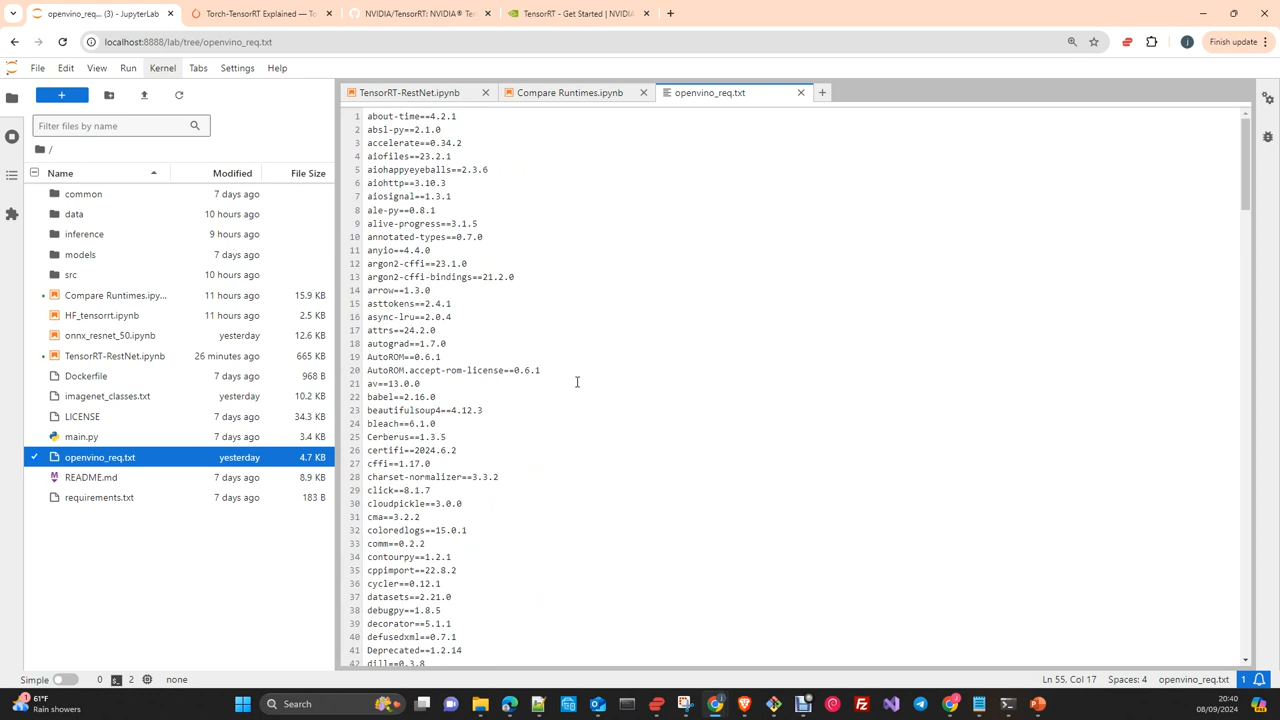 openvino_req... (3) - JupyterLab
Torch-TensorRT Explained — To
NVIDIA/TensorRT: NVIDIA® Te
TensorRT - Get Started | NVIDIA
localhost:8888/lab/tree/openvino_req.txt
Finish update
File Edit View Run Kernel Tabs Settings Help
TensorRT-RestNet.ipynb
Compare Runtimes.ipynb
openvino_req.txt
Filter files by name
/
Name Modified File Size
common 7 days ago
data 10 hours ago
inference 9 hours ago
models 7 days ago
src 10 hours ago
Compare Runtimes.ipy... 11 hours ago 15.9 KB
HF_tensorrt.ipynb 11 hours ago 2.5 KB
onnx_resnet_50.ipynb yesterday 12.6 KB
TensorRT-RestNet.ipynb 26 minutes ago 665 KB
Dockerfile 7 days ago 968 B
imagenet_classes.txt yesterday 10.2 KB
LICENSE 7 days ago 34.3 KB
main.py 7 days ago 3.4 KB
openvino_req.txt yesterday 4.7 KB
README.md 7 days ago 8.9 KB
requirements.txt 7 days ago 183 B
1 about-time==4.2.1
2 absl-py==2.1.0
3 accelerate==0.34.2
4 aiofiles==23.2.1
5 aiohappyeyeballs==2.3.6
6 aiohttp==3.10.3
7 aiosignal==1.3.1
8 ale-py==0.8.1
9 alive-progress==3.1.5
10 annotated-types==0.7.0
11 anyio==4.4.0
12 argon2-cffi==23.1.0
13 argon2-cffi-bindings==21.2.0
14 arrow==1.3.0
15 asttokens==2.4.1
16 async-lru==2.0.4
17 attrs==24.2.0
18 autograd==1.7.0
19 AutoROM==0.6.1
20 AutoROM.accept-rom-license==0.6.1
21 av==13.0.0
22 babel==2.16.0
23 beautifulsoup4==4.12.3
24 bleach==6.1.0
25 Cerberus==1.3.5
26 certifi==2024.6.2
27 cffi==1.17.0
28 charset-normalizer==3.3.2
29 click==8.1.7
30 cloudpickle==3.0.0
31 cma==3.2.2
32 coloredlogs==15.0.1
33 comm==0.2.2
34 contourpy==1.2.1
35 cppimport==22.8.2
36 cycler==0.12.1
37 datasets==2.21.0
38 debugpy==1.8.5
39 decorator==5.1.1
40 defusedxml==0.7.1
41 Deprecated==1.2.14
42 dill==0.3.8
Simple 0 2 none
Ln 55, Col 17 Spaces: 4 openvino_req.txt 1
61°F
Rain showers
Search
20:40
08/09/2024